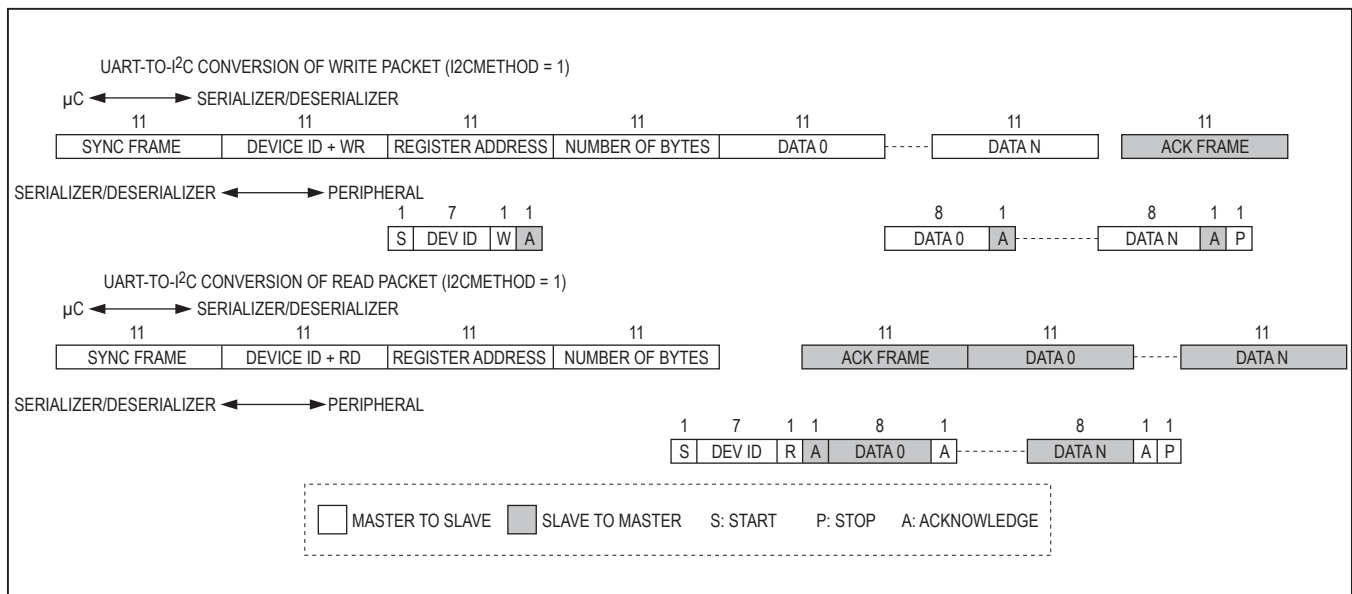 UART-TO-I2C CONVERSION OF WRITE PACKET (I2CMETHOD = 1)
µC SERIALIZER/DESERIALIZER
11 11 11 11 11 11 11
SYNC FRAME DEVICE ID + WR REGISTER ADDRESS NUMBER OF BYTES DATA 0 DATA N ACK FRAME
SERIALIZER/DESERIALIZER PERIPHERAL
1 7 1 1 8 1 8 1 1
S DEV ID W A DATA 0 A DATA N A P
UART-TO-I2C CONVERSION OF READ PACKET (I2CMETHOD = 1)
µC SERIALIZER/DESERIALIZER
11 11 11 11 11 11 11
SYNC FRAME DEVICE ID + RD REGISTER ADDRESS NUMBER OF BYTES ACK FRAME DATA 0 DATA N
SERIALIZER/DESERIALIZER PERIPHERAL
1 7 1 1 8 1 8 1 1
S DEV ID R A DATA 0 A DATA N A P
MASTER TO SLAVE SLAVE TO MASTER S: START P: STOP A: ACKNOWLEDGE